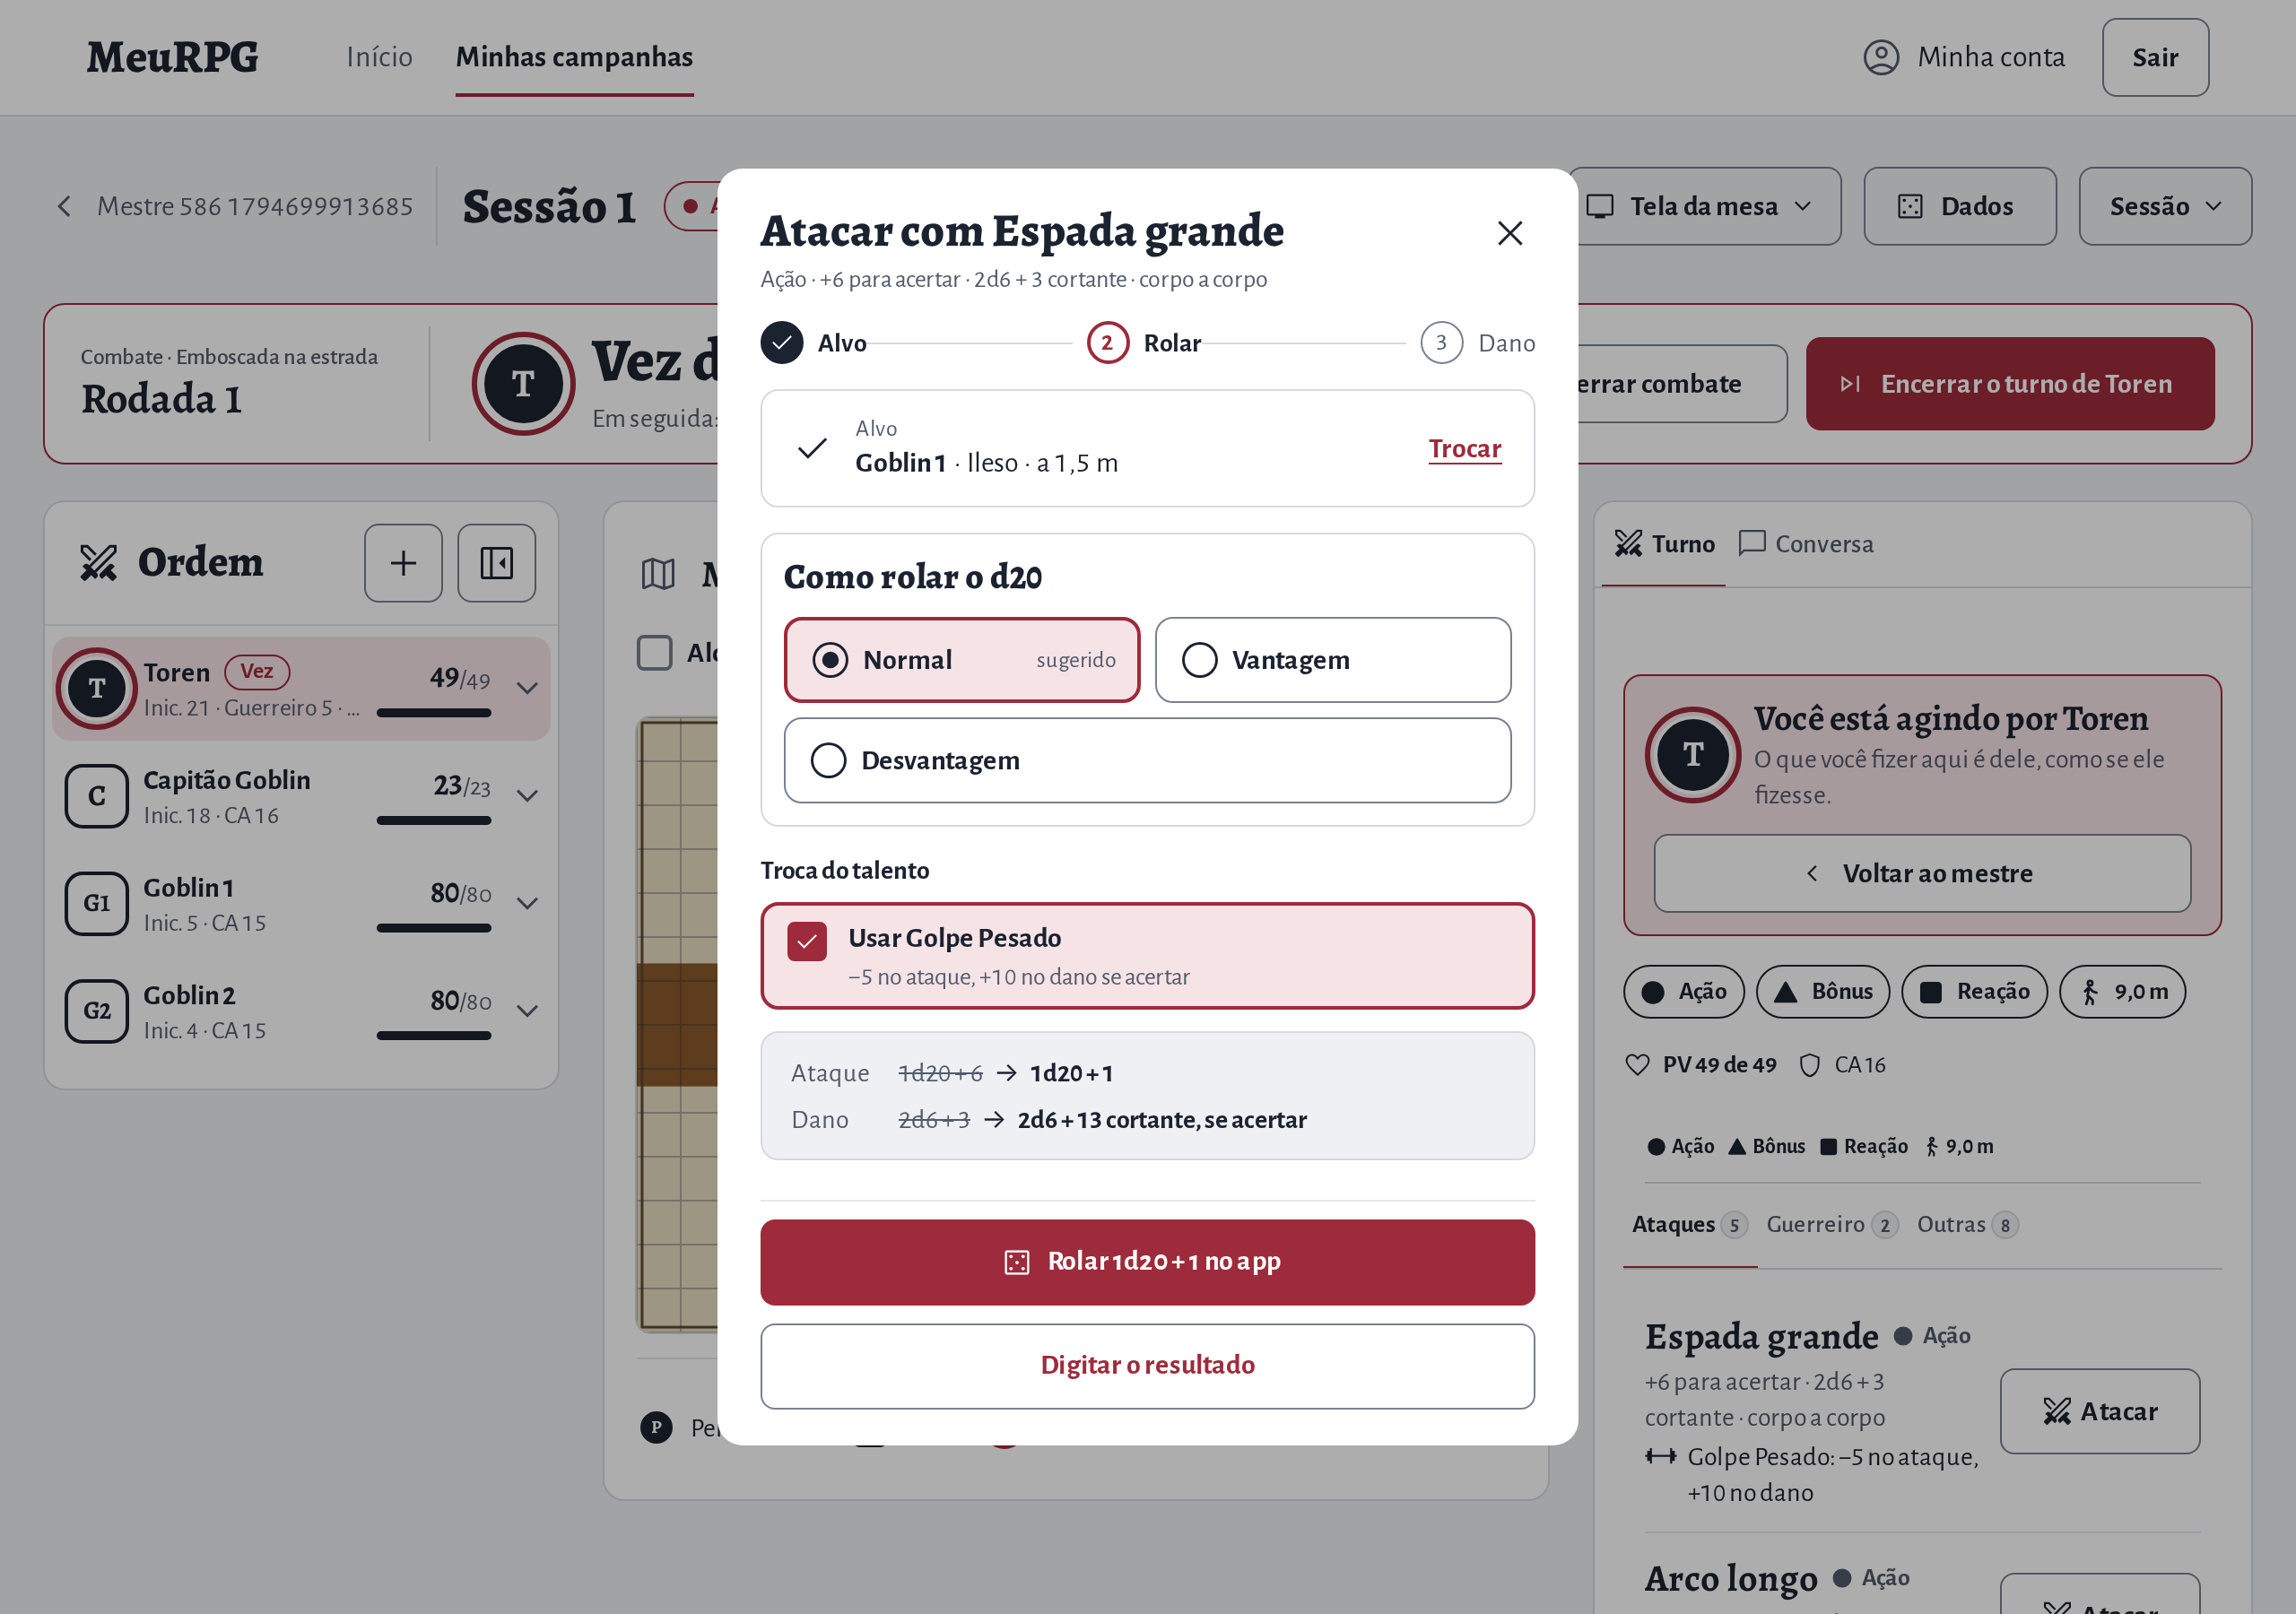 MeuRPG
Início
Minhas campanhas
Minha conta
Sair
Mestre 586 1794699913685
Sessão 1
Tela da mesa
Dados
Sessão
Combate · Emboscada na estrada
Rodada 1
T
Vez d
Em seguida:
errar combate
Encerrar o turno de Toren
Ordem
T
Toren
Vez
49/49
Inic. 21 · Guerreiro 5 · ...
C
Capitão Goblin
23/23
Inic. 18 · CA 16
G1
Goblin 1
80/80
Inic. 5 · CA 15
G2
Goblin 2
80/80
Inic. 4 · CA 15
P
Atacar com Espada grande
Ação · +6 para acertar · 2d6 + 3 cortante · corpo a corpo
Alvo
2
Rolar
3
Dano
Alvo
Goblin 1 · Ileso · a 1,5 m
Trocar
Como rolar o d20
Normal
sugerido
Vantagem
Desvantagem
Troca do talento
Usar Golpe Pesado
−5 no ataque, +10 no dano se acertar
Ataque 1d20 + 6 → 1d20 + 1
Dano 2d6 + 3 → 2d6 + 13 cortante, se acertar
Rolar 1d20 + 1 no app
Digitar o resultado
Turno
Conversa
T
Você está agindo por Toren
O que você fizer aqui é dele, como se ele
fizesse.
Voltar ao mestre
Ação
Bônus
Reação
9,0 m
PV 49 de 49
CA 16
Ação
Bônus
Reação
9,0 m
Ataques 5
Guerreiro 2
Outras 8
Espada grande
Ação
+6 para acertar · 2d6 + 3
cortante · corpo a corpo
Golpe Pesado: −5 no ataque,
+10 no dano
Atacar
Arco longo
Ação
Atacar